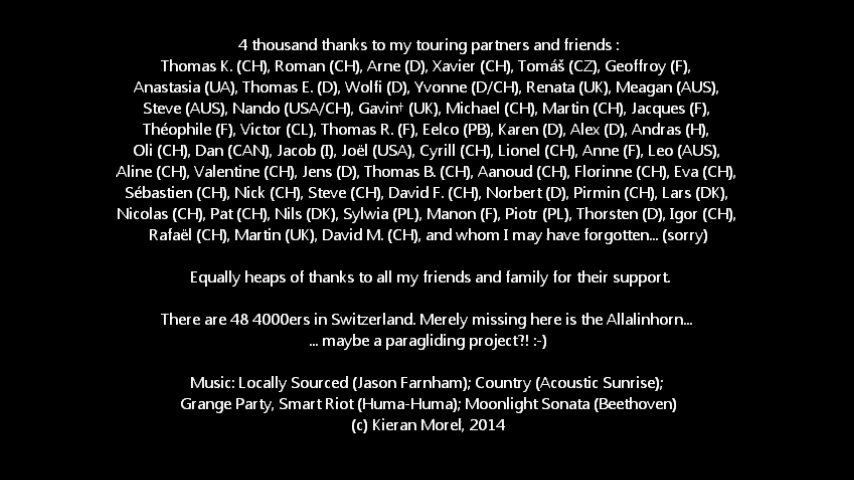 4 thousand thanks to my touring partners and friends :
Thomas K. (CH), Roman (CH), Arne (D), Xavier (CH), Tomáš (CZ), Geoffroy (F),
Anastasia (UA), Thomas E. (D), Wolfi (D), Yvonne (D/CH), Renata (UK), Meagan (AUS),
Steve (AUS), Nando (USA/CH), Gavin† (UK), Michael (CH), Martin (CH), Jacques (F),
Théophile (F), Victor (CL), Thomas R. (F), Eelco (PB), Karen (D), Alex (D), Andras (H),
Oli (CH), Dan (CAN), Jacob (I), Joël (USA), Cyrill (CH), Lionel (CH), Anne (F), Leo (AUS),
Aline (CH), Valentine (CH), Jens (D), Thomas B. (CH), Aanoud (CH), Florinne (CH), Eva (CH),
Sébastien (CH), Nick (CH), Steve (CH), David F. (CH), Norbert (D), Pirmin (CH), Lars (DK),
Nicolas (CH), Pat (CH), Nils (DK), Sylwia (PL), Manon (F), Piotr (PL), Thorsten (D), Igor (CH),
Rafaël (CH), Martin (UK), David M. (CH), and whom I may have forgotten... (sorry)
Equally heaps of thanks to all my friends and family for their support.
There are 48 4000ers in Switzerland. Merely missing here is the Allalinhorn...
... maybe a paragliding project?! :-)
Music: Locally Sourced (Jason Farnham); Country (Acoustic Sunrise);
Grange Party, Smart Riot (Huma-Huma); Moonlight Sonata (Beethoven)
(c) Kieran Morel, 2014